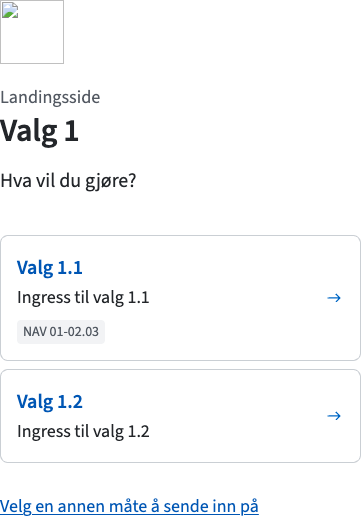 Landingsside
Valg 1
Hva vil du gjøre?
Valg 1.1
Ingress til valg 1.1
NAV 01-02.03
Valg 1.2
Ingress til valg 1.2
Velg en annen måte å sende inn på